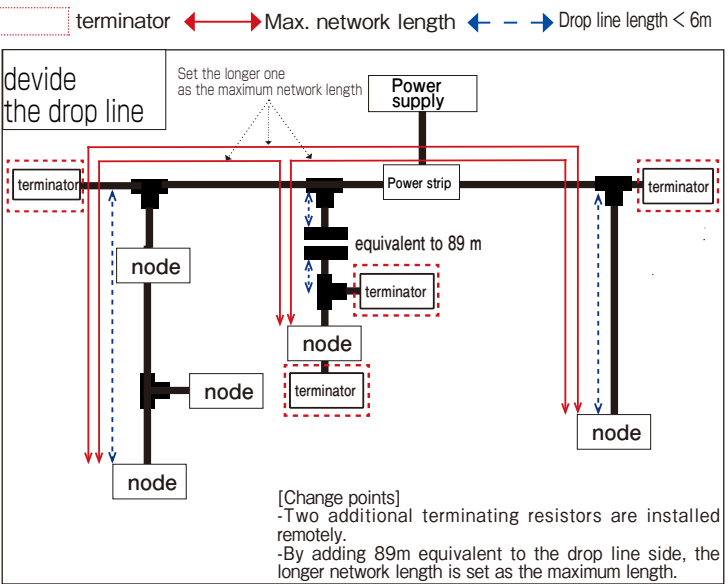 terminator
Max. network length
Drop line length < 6m
devide
the drop line
Set the longer one
as the maximum network length
Power
supply
terminator
Power strip
terminator
equivalent to 89 m
node
terminator
node
terminator
node
node
node
[Change points]
-Two additional terminating resistors are installed
remotely.
-By adding 89m equivalent to the drop line side, the
longer network length is set as the maximum length.